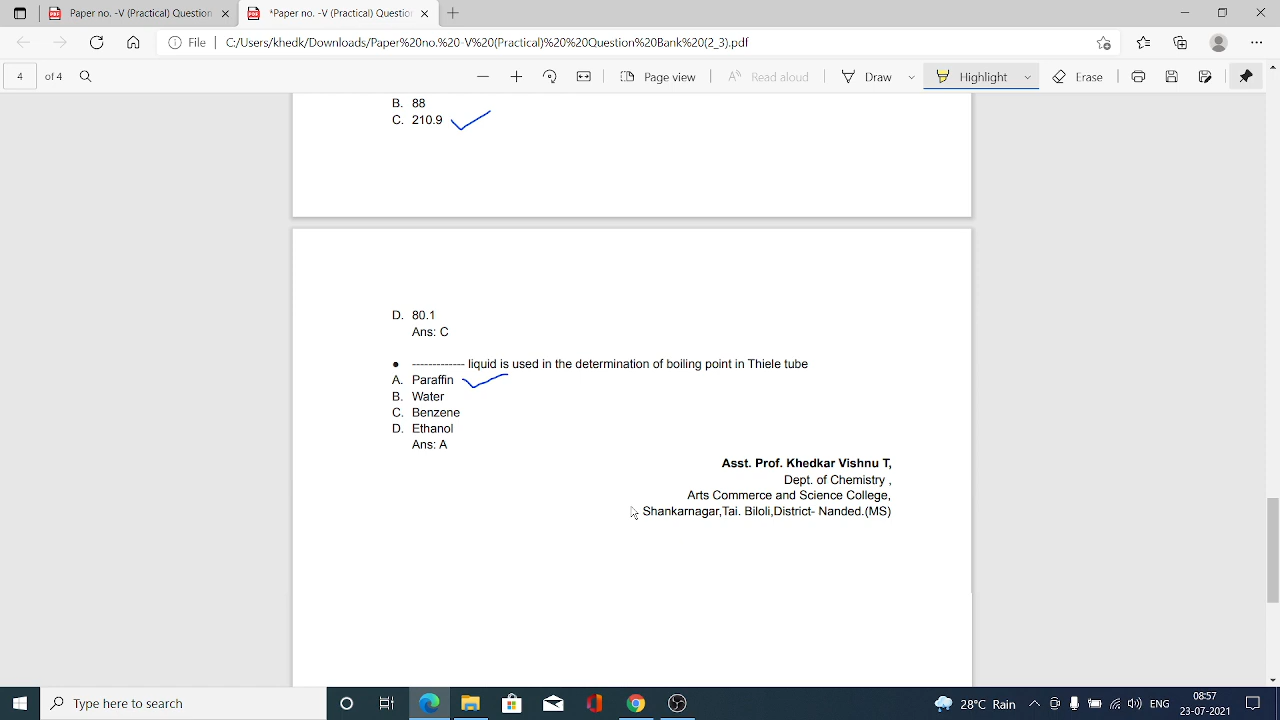 Paper no. -V (Practical) Question
*Paper no. -V (Practical) Question
File
C:/Users/khedk/Downloads/Paper%20no.%20-V%20(Practical)%20%20Question%20Bank%20(2_3).pdf
4 of 4
Page view
Read aloud
Draw
Highlight
Erase
B. 88
C. 210.9
D. 80.1
Ans: C
● ------------- liquid is used in the determination of boiling point in Thiele tube
A. Paraffin
B. Water
C. Benzene
D. Ethanol
Ans: A
Asst. Prof. Khedkar Vishnu T,
Dept. of Chemistry ,
Arts Commerce and Science College,
Shankarnagar,Tai. Biloli,District- Nanded.(MS)
Type here to search
28°C Rain
ENG
08:57
23-07-2021